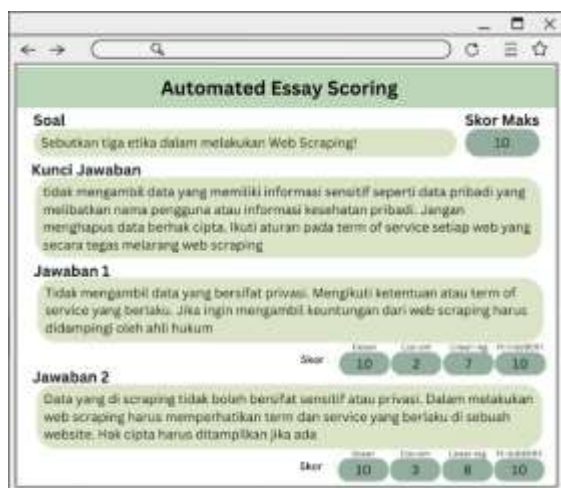 Automated Essay Scoring
Soal
Skor Maks
Sebutkan tiga etika dalam melakukan Web Scraping!
10
Kunci Jawaban
tidak mengambil data yang memiliki informasi sensitif seperti data pribadi yang
melibatkan nama pengguna atau informasi kesehatan pribadi. Jangan
menghapus data berhak cipta. Ikuti aturan pada term of service setiap web yang
secara tegas melarang web scraping
Jawaban 1
Tidak mengambil data yang bersifat privasi. Mengikuti ketentuan atau term of
service yang berlaku. Jika ingin mengambil keuntungan dari web scraping harus
didampingi oleh ahli hukum
Skor
10 2 7 10
Jawaban 2
Data yang di scraping tidak boleh bersifat sensitif atau privasi. Dalam melakukan
web scraping harus memperhatikan term dan service yang berlaku di sebuah
website. Hak cipta harus ditampilkan jika ada
Skor
10 3 8 10